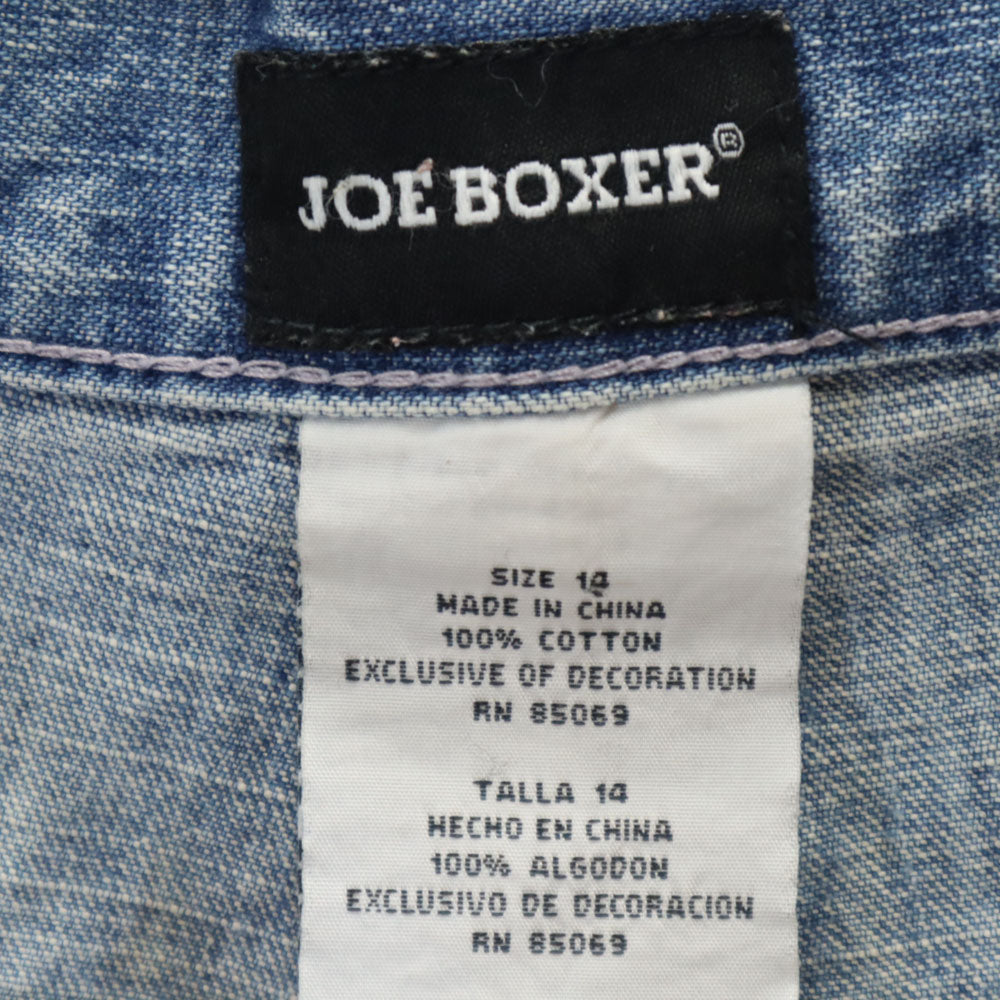 JOE BOXER®
SIZE 14
MADE IN CHINA
100% COTTON
EXCLUSIVE OF DECORATION
RN 85069
TALLA 14
HECHO EN CHINA
100% ALGODON
EXCLUSIVO DE DECORACION
RN 85069